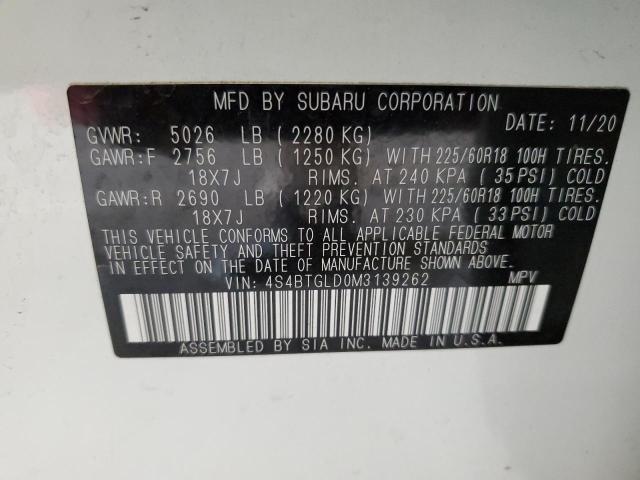 MFD BY SUBARU CORPORATION
DATE: 11/20
GVWR: 5026 LB (2280 KG)
GAWR:F 2756 LB (1250 KG) WITH 225/60R18 100H TIRES.
18X7J RIMS. AT 240 KPA (35 PSI) COLD
GAWR:R 2690 LB (1220 KG) WITH 225/60R18 100H TIRES.
18X7J RIMS. AT 230 KPA (33 PSI) COLD
THIS VEHICLE CONFORMS TO ALL APPLICABLE FEDERAL MOTOR
VEHICLE SAFETY AND THEFT PREVENTION STANDARDS
IN EFFECT ON THE DATE OF MANUFACTURE SHOWN ABOVE.
VIN: 4S4BTGLD0M3139262 MPV
ASSEMBLED BY SIA INC. MADE IN U.S.A.